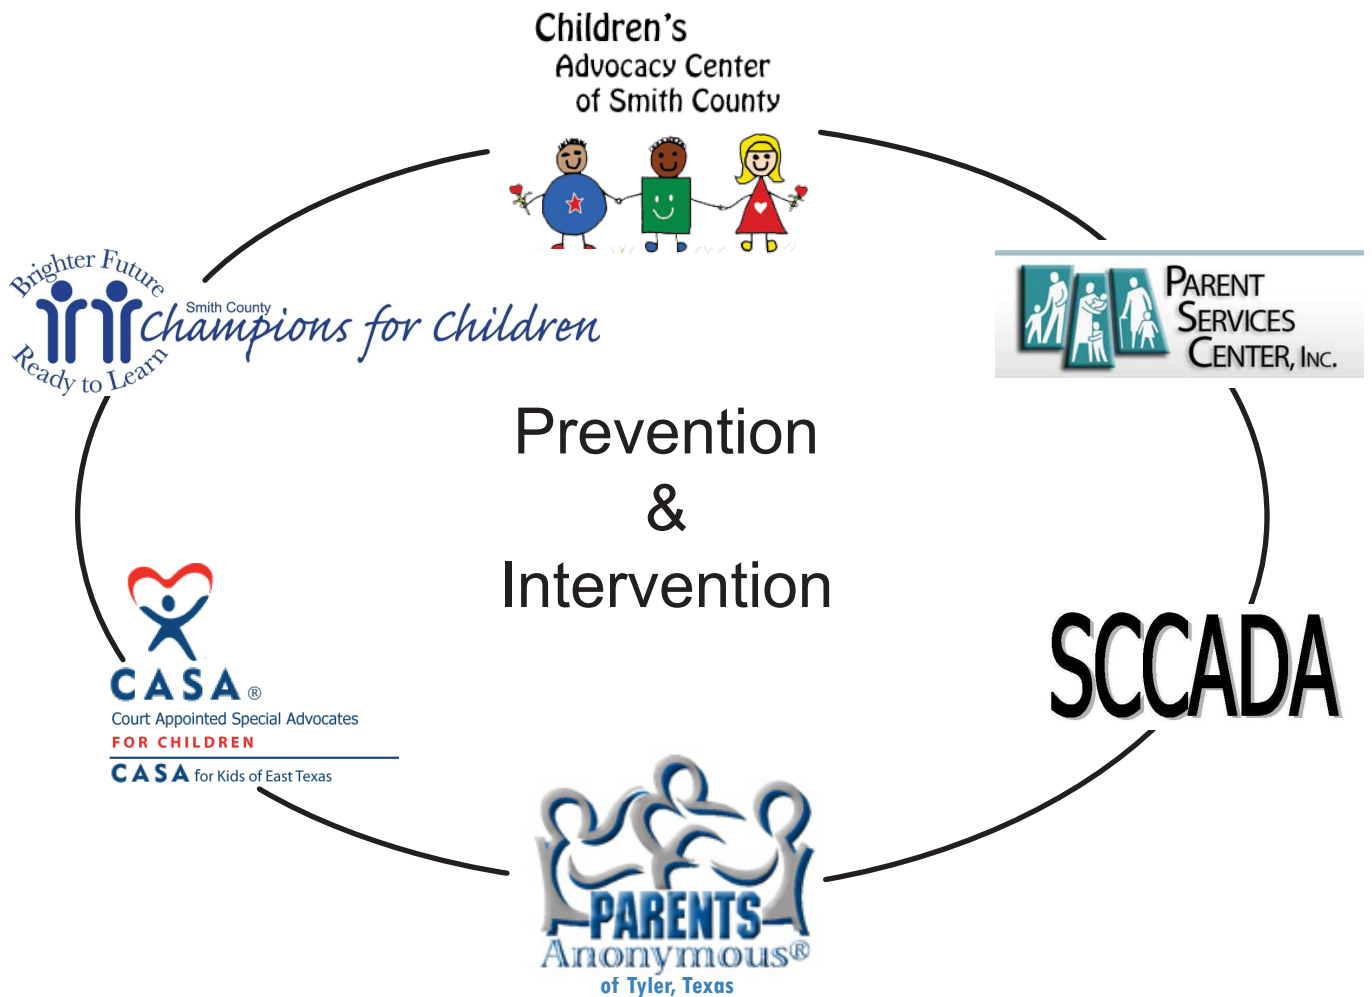 Children's
Advocacy Center
of Smith County
Brighter Future
Smith County
Champions for Children
Ready to Learn
PARENT
SERVICES
CENTER, INC.
Prevention
&
Intervention
CASA®
Court Appointed Special Advocates
FOR CHILDREN
CASA for Kids of East Texas
SCCADA
PARENTS
Anonymous®
of Tyler, Texas